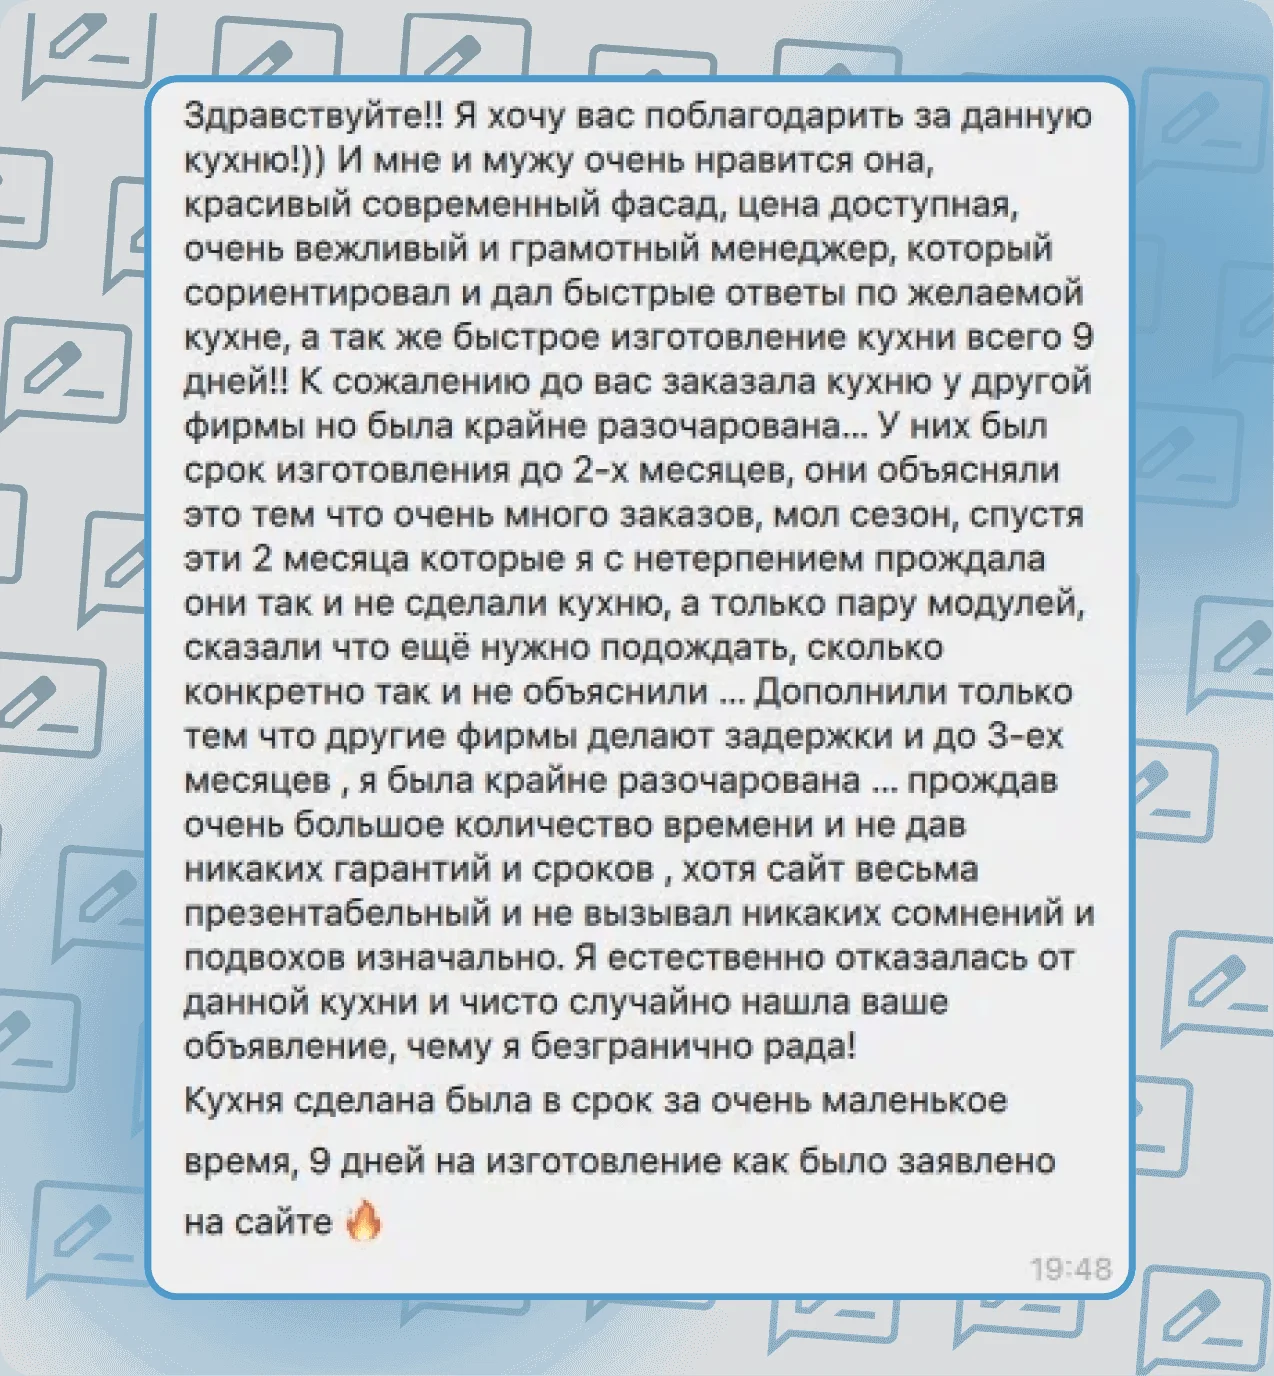 Здравствуйте!! Я хочу вас поблагодарить за данную
кухню!)) И мне и мужу очень нравится она,
красивый современный фасад, цена доступная,
очень вежливый и грамотный менеджер, который
сориентировал и дал быстрые ответы по желаемой
кухне, а так же быстрое изготовление кухни всего 9
дней!! К сожалению до вас заказала кухню у другой
фирмы но была крайне разочарована... У них был
срок изготовления до 2-х месяцев, они объясняли
это тем что очень много заказов, мол сезон, спустя
эти 2 месяца которые я с нетерпением прождала
они так и не сделали кухню, а только пару модулей,
сказали что ещё нужно подождать, сколько
конкретно так и не объяснили ... Дополнили только
тем что другие фирмы делают задержки и до 3-ех
месяцев , я была крайне разочарована ... прождав
очень большое количество времени и не дав
никаких гарантий и сроков , хотя сайт весьма
презентабельный и не вызывал никаких сомнений и
подвохов изначально. Я естественно отказалась от
данной кухни и чисто случайно нашла ваше
объявление, чему я безгранично рада!
Кухня сделана была в срок за очень маленькое
время, 9 дней на изготовление как было заявлено
на сайте 🔥
19:48